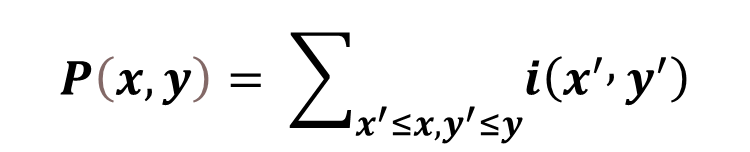 P(x, y) = ∑x′≤x,y′≤y i(x′, y′)